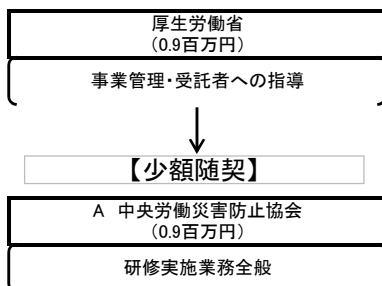 厚生労働省
（0.9百万円）
事業管理・受託者への指導
【少額随契】
A　中央労働災害防止協会
（0.9百万円）
研修実施業務全般